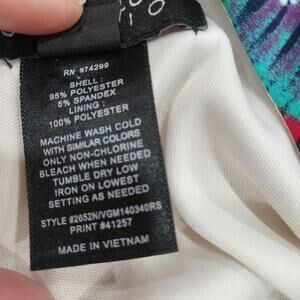 RN #74299
SHELL :
95% POLYESTER
5% SPANDEX
LINING :
100% POLYESTER
MACHINE WASH COLD
WITH SIMILAR COLORS
ONLY NON-CHLORINE
BLEACH WHEN NEEDED
TUMBLE DRY LOW
IRON ON LOWEST
SETTING AS NEEDED
STYLE #2652N/VGM140340RS
PRINT #41257
MADE IN VIETNAM